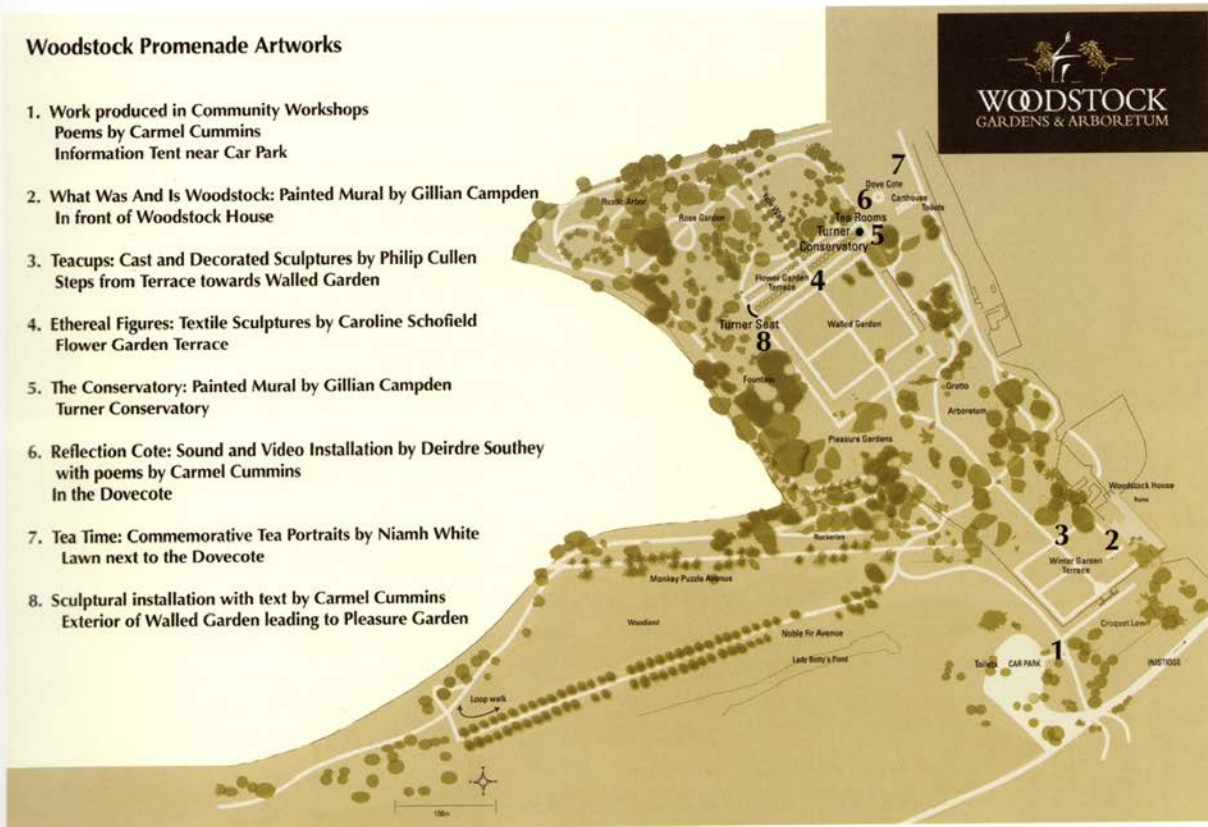 Woodstock Promenade Artworks
1. Work produced in Community Workshops
Poems by Carmel Cummins
Information Tent near Car Park
2. What Was And Is Woodstock: Painted Mural by Gillian Campden
In front of Woodstock House
3. Teacups: Cast and Decorated Sculptures by Philip Cullen
Steps from Terrace towards Walled Garden
4. Ethereal Figures: Textile Sculptures by Caroline Schofield
Flower Garden Terrace
5. The Conservatory: Painted Mural by Gillian Campden
Turner Conservatory
6. Reflection Cote: Sound and Video Installation by Deirdre Southey
with poems by Carmel Cummins
In the Dovecote
7. Tea Time: Commemorative Tea Portraits by Niamh White
Lawn next to the Dovecote
8. Sculptural installation with text by Carmel Cummins
Exterior of Walled Garden leading to Pleasure Garden
WOODSTOCK
GARDENS & ARBORETUM
7
Dove Cote
6
Carthouse
Toilets
Tea Rooms
Turner
Conservatory
5
Rustic Arbor
Rose Garden
Yew Walk
Flower Garden
Terrace
4
Turner Seat
8
Walled Garden
Fountain
Grotto
Arboretum
Pleasure Gardens
Woodstock House
3
2
Winter Garden
Terrace
Rockeries
Monkey Puzzle Avenue
Woodland
Noble Fir Avenue
Lady Betty's Pond
Croquet Lawn
1
Toilets
CAR PARK
INISTIOGE
Loop walk
100m